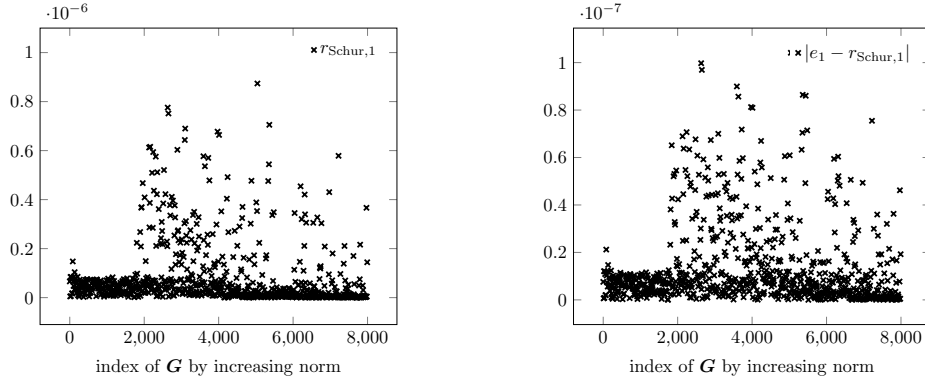 ·10⁻⁶
1
0.8
0.6
0.4
0.2
0
r_Schur,1
0 2,000 4,000 6,000 8,000
index of G by increasing norm
·10⁻⁷
1
0.8
0.6
0.4
0.2
0
|e₁ − r_Schur,1|
0 2,000 4,000 6,000 8,000
index of G by increasing norm